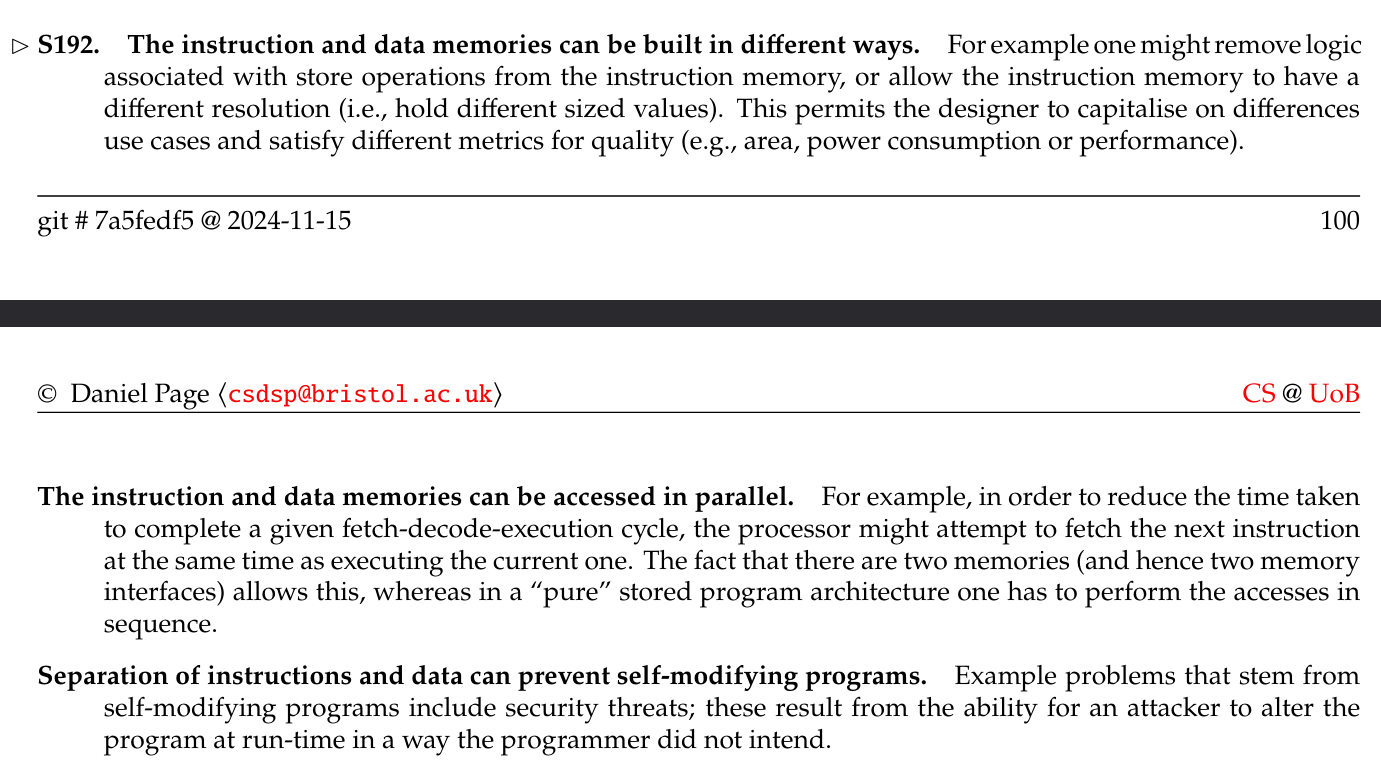 ▷ S192. The instruction and data memories can be built in different ways. For example one might remove logic
associated with store operations from the instruction memory, or allow the instruction memory to have a
different resolution (i.e., hold different sized values). This permits the designer to capitalise on differences
use cases and satisfy different metrics for quality (e.g., area, power consumption or performance).
git # 7a5fedf5 @ 2024-11-15 100
© Daniel Page ⟨csdsp@bristol.ac.uk⟩ CS @ UoB
The instruction and data memories can be accessed in parallel. For example, in order to reduce the time taken
to complete a given fetch-decode-execution cycle, the processor might attempt to fetch the next instruction
at the same time as executing the current one. The fact that there are two memories (and hence two memory
interfaces) allows this, whereas in a “pure” stored program architecture one has to perform the accesses in
sequence.
Separation of instructions and data can prevent self-modifying programs. Example problems that stem from
self-modifying programs include security threats; these result from the ability for an attacker to alter the
program at run-time in a way the programmer did not intend.